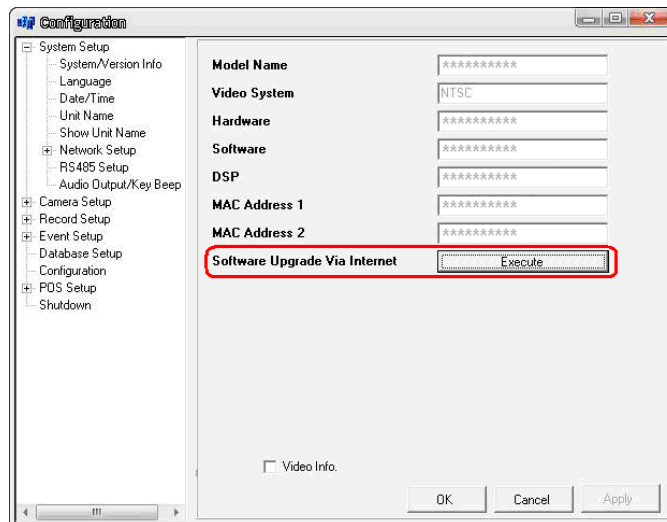 Configuration
System Setup
System/Version Info
Language
Date/Time
Unit Name
Show Unit Name
Network Setup
RS485 Setup
Audio Output/Key Beep
Camera Setup
Record Setup
Event Setup
Database Setup
Configuration
POS Setup
Shutdown
Model Name **********
Video System NTSC
Hardware **********
Software **********
DSP **********
MAC Address 1 **********
MAC Address 2 **********
Software Upgrade Via Internet Execute
Video Info.
OK Cancel Apply